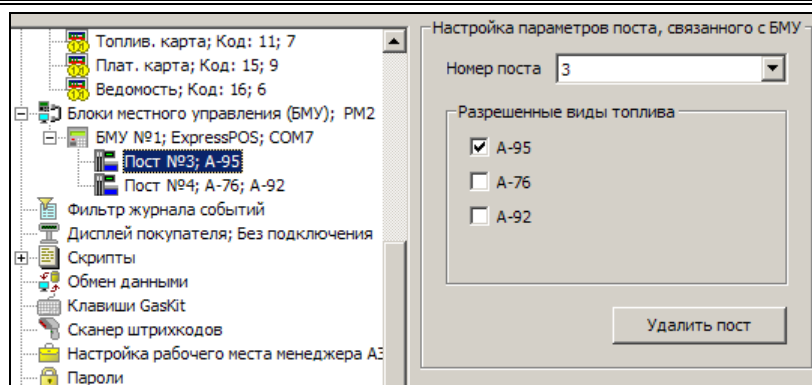 Топлив. карта; Код: 11; 7
Плат. карта; Код: 15; 9
Ведомость; Код: 16; 6
Блоки местного управления (БМУ); РМ2
БМУ №1; ExpressPOS; COM7
Пост №3; А-95
Пост №4; А-76; А-92
Фильтр журнала событий
Дисплей покупателя; Без подключения
Скрипты
Обмен данными
Клавиши GasKit
Сканер штрихкодов
Настройка рабочего места менеджера АЗ
Пароли
Настройка параметров поста, связанного с БМУ
Номер поста 3
Разрешенные виды топлива
А-95
А-76
А-92
Удалить пост